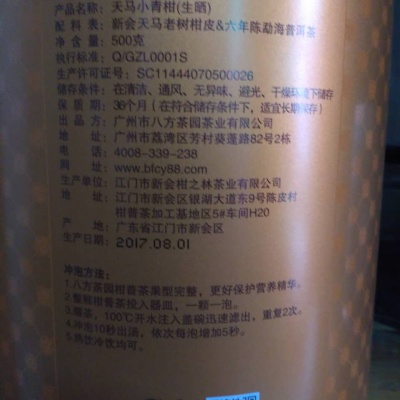 产品名称：天马小青柑(生晒)
配 料 表：新会天马老树柑皮&六年陈勐海普洱茶
净 含 量：500克
执行标准：Q/GZL0001S
生产许可证号：SC11444070500026
储存条件：在清洁、通风、无异味、避光、干燥环境下储存
保 质 期：36个月(在符合储存条件下，适宜长期保存)
出 品 商：广州市八方茶园茶业有限公司
地 址：广州市荔湾区芳村葵蓬路82号2栋
电 话：4008-339-238
网 址：www.bfcy88.com
生产单位：江门市新会柑之林茶业有限公司
地 址：江门市新会区银湖大道东9号陈皮村
柑普茶加工基地区5#车间H20
产 地：广东省江门市新会区
生产日期：2017.08.01
冲泡方法：
1.八方茶园柑普茶果型完整，更好保护营养精华。
2.整颗柑普茶投入器皿，一颗一泡。
3.醒茶，100℃开水注入盖碗迅速滤出，重复2次。
4.冲泡10秒出汤，依次每泡增加5秒。
5.热饮冷饮均可。